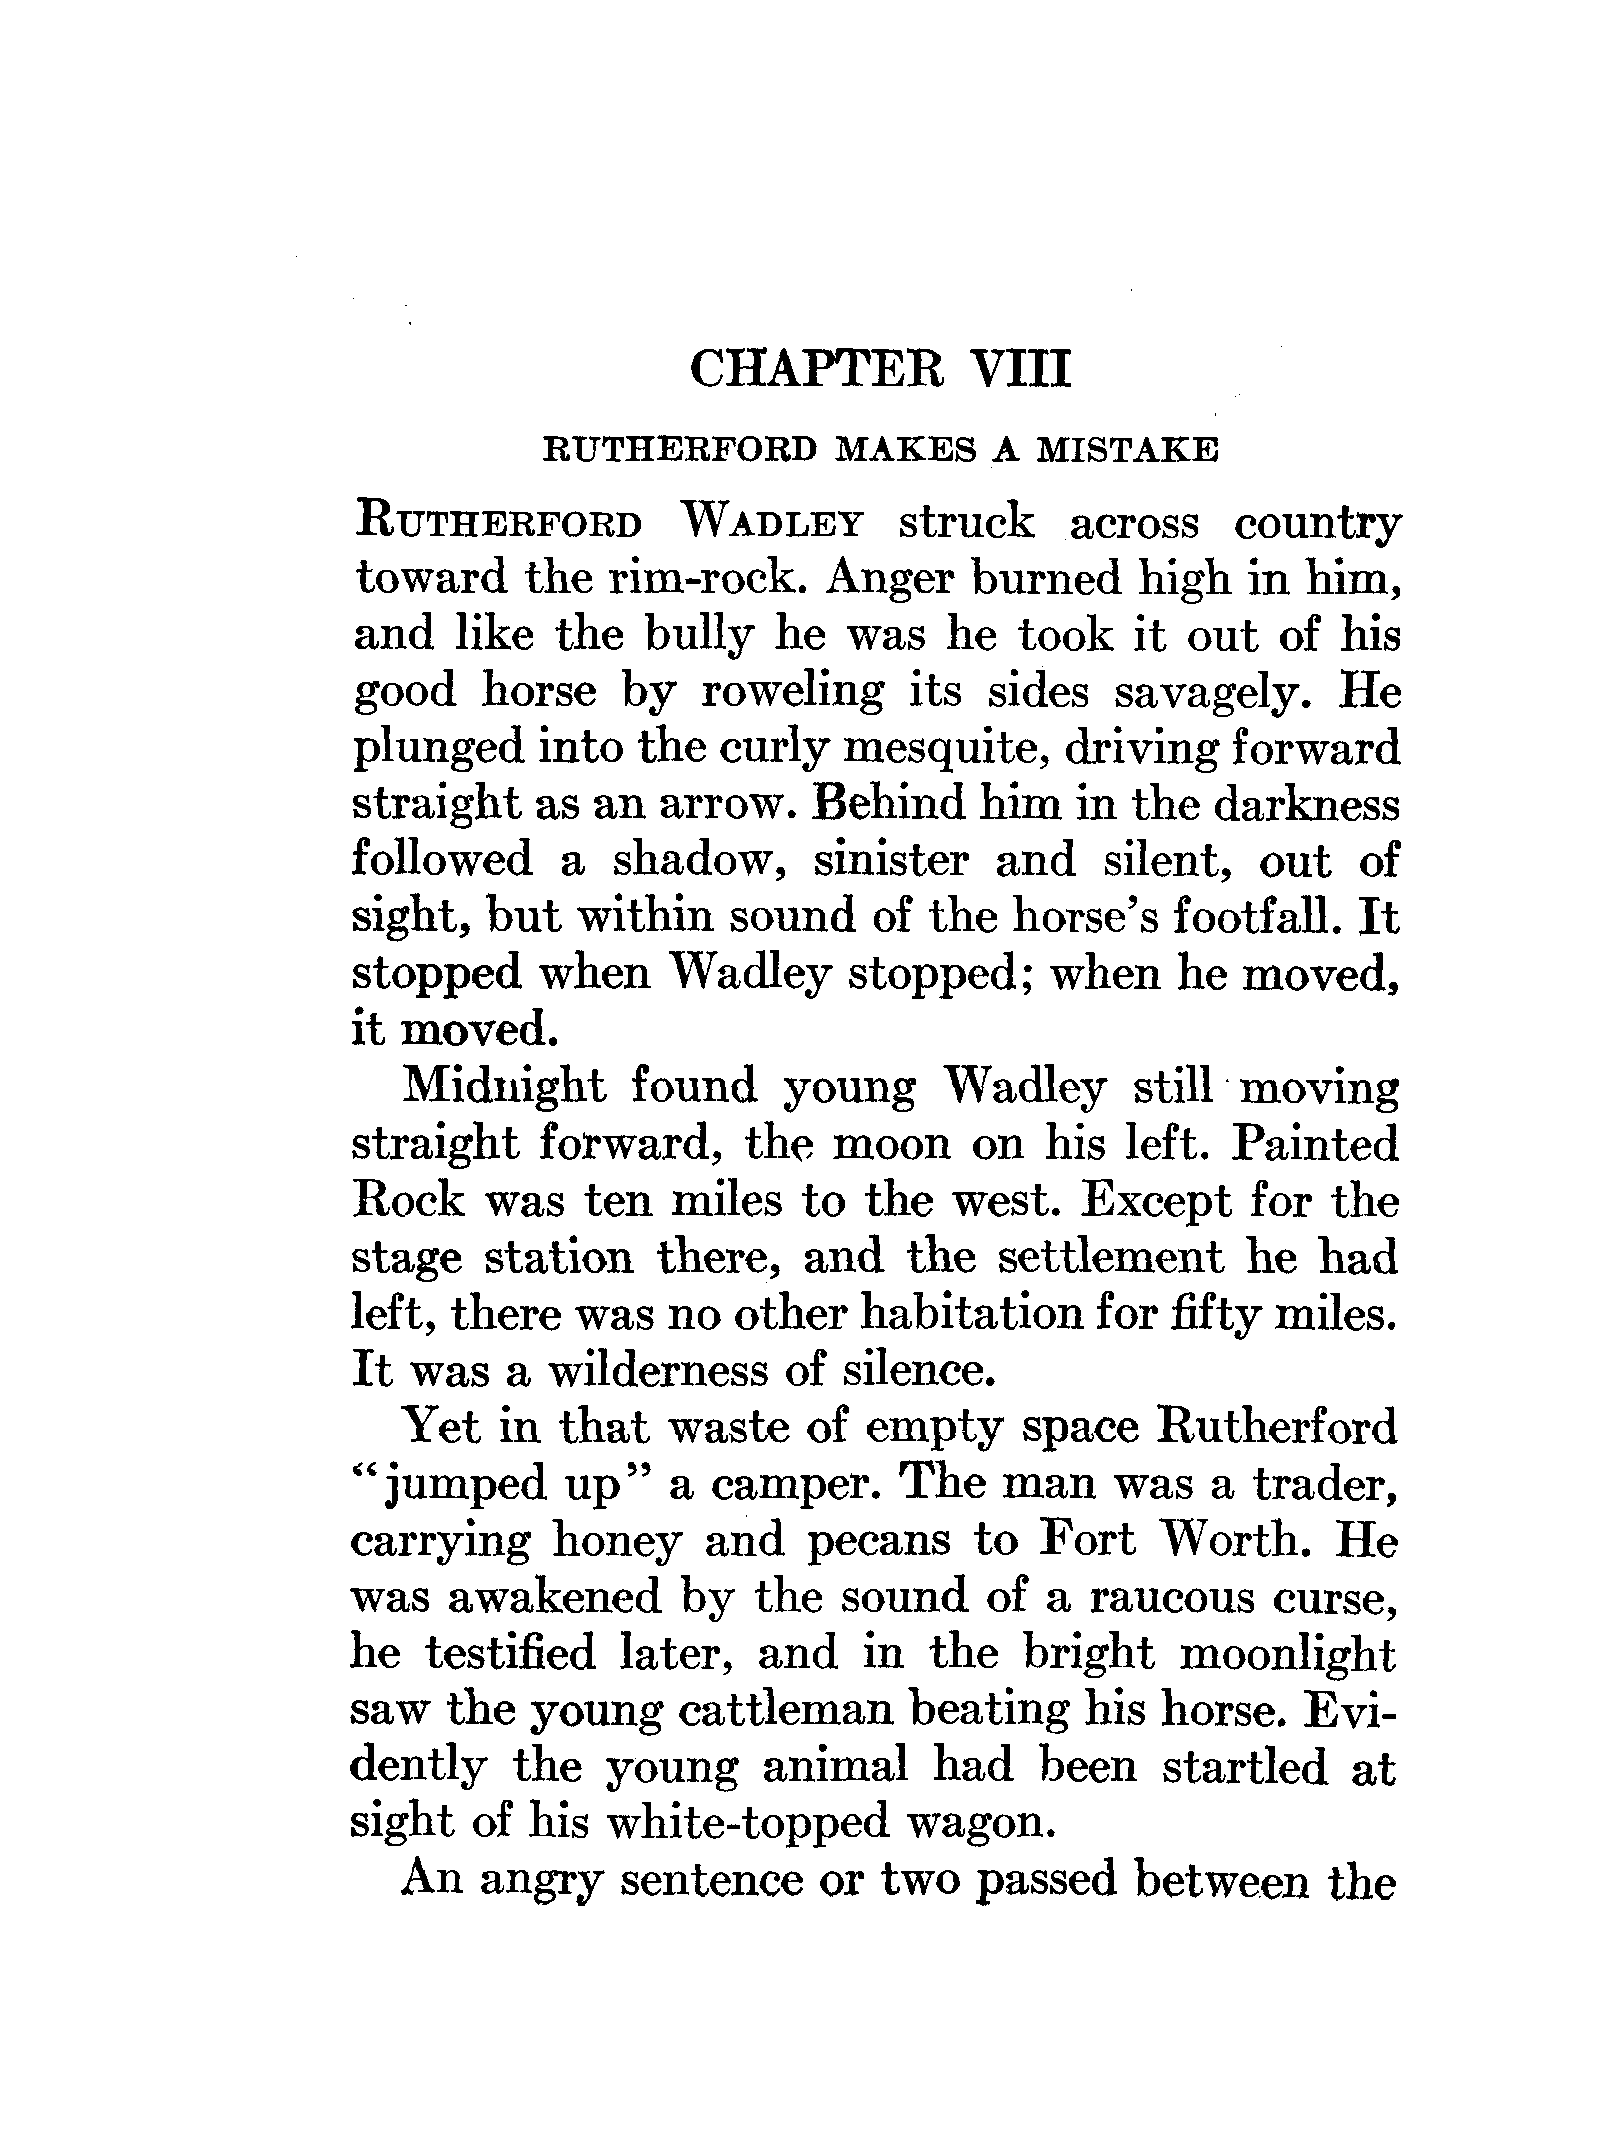 CHAPTER VIII
RUTHERFORD MAKES A MISTAKE
RUTHERFORD WADLEY struck across country
toward the rim-rock. Anger burned high in him,
and like the bully he was he took it out of his
good horse by roweling its sides savagely. He
plunged into the curly mesquite, driving forward
straight as an arrow. Behind him in the darkness
followed a shadow, sinister and silent, out of
sight, but within sound of the horse's footfall. It
stopped when Wadley stopped; when he moved,
it moved.
Midnight found young Wadley still moving
straight forward, the moon on his left. Painted
Rock was ten miles to the west. Except for the
stage station there, and the settlement he had
left, there was no other habitation for fifty miles.
It was a wilderness of silence.
Yet in that waste of empty space Rutherford
“jumped up” a camper. The man was a trader,
carrying honey and pecans to Fort Worth. He
was awakened by the sound of a raucous curse,
he testified later, and in the bright moonlight
saw the young cattleman beating his horse. Evi-
dently the young animal had been startled at
sight of his white-topped wagon.
An angry sentence or two passed between the